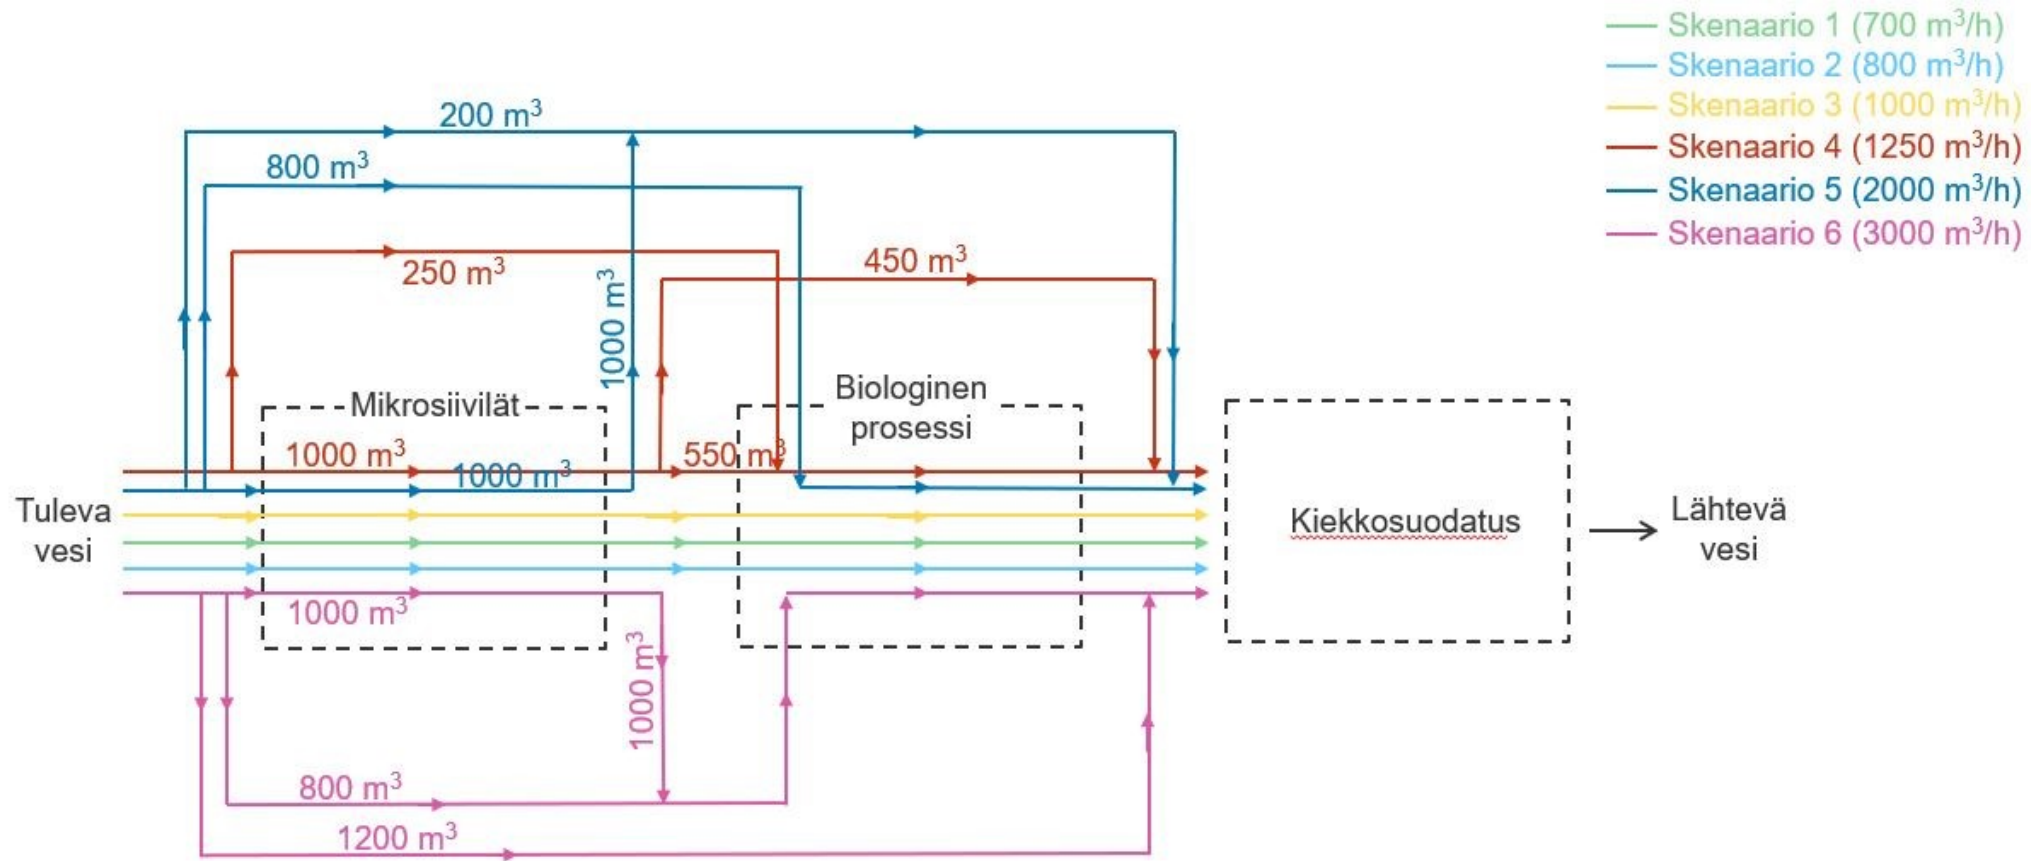 Skenaario 1 (700 m³/h)
Skenaario 2 (800 m³/h)
Skenaario 3 (1000 m³/h)
Skenaario 4 (1250 m³/h)
Skenaario 5 (2000 m³/h)
Skenaario 6 (3000 m³/h)
200 m³
800 m³
250 m³
450 m³
1000 m³
Mikrosiivilät
Biologinen
prosessi
1000 m³
550 m³
1000 m³
Tuleva
vesi
Kiekkosuodatus
Lähtevä
vesi
1000 m³
1000 m³
800 m³
1200 m³